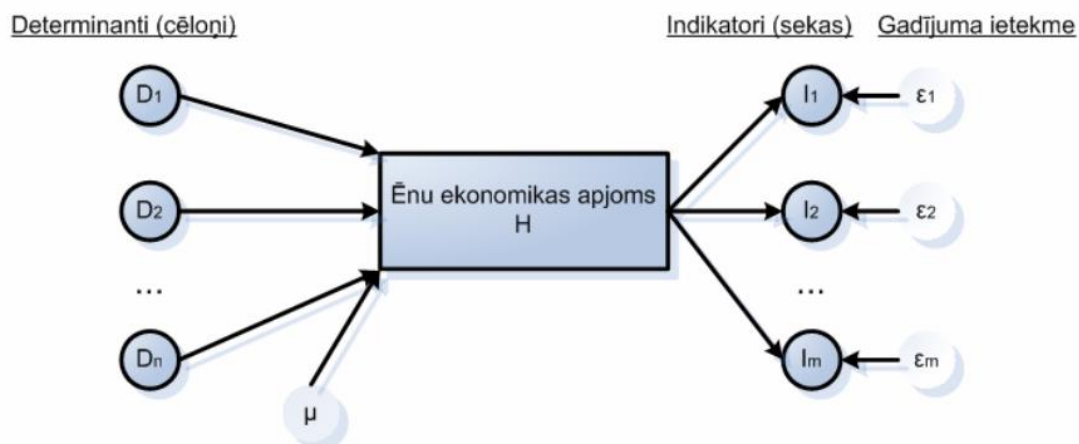 Determinanti (cēloņi)
Indikatori (sekas)
Gadījuma ietekme
D1
I1
ε1
Ēnu ekonomikas apjoms
H
D2
I2
ε2
...
...
Dn
Im
εm
μ